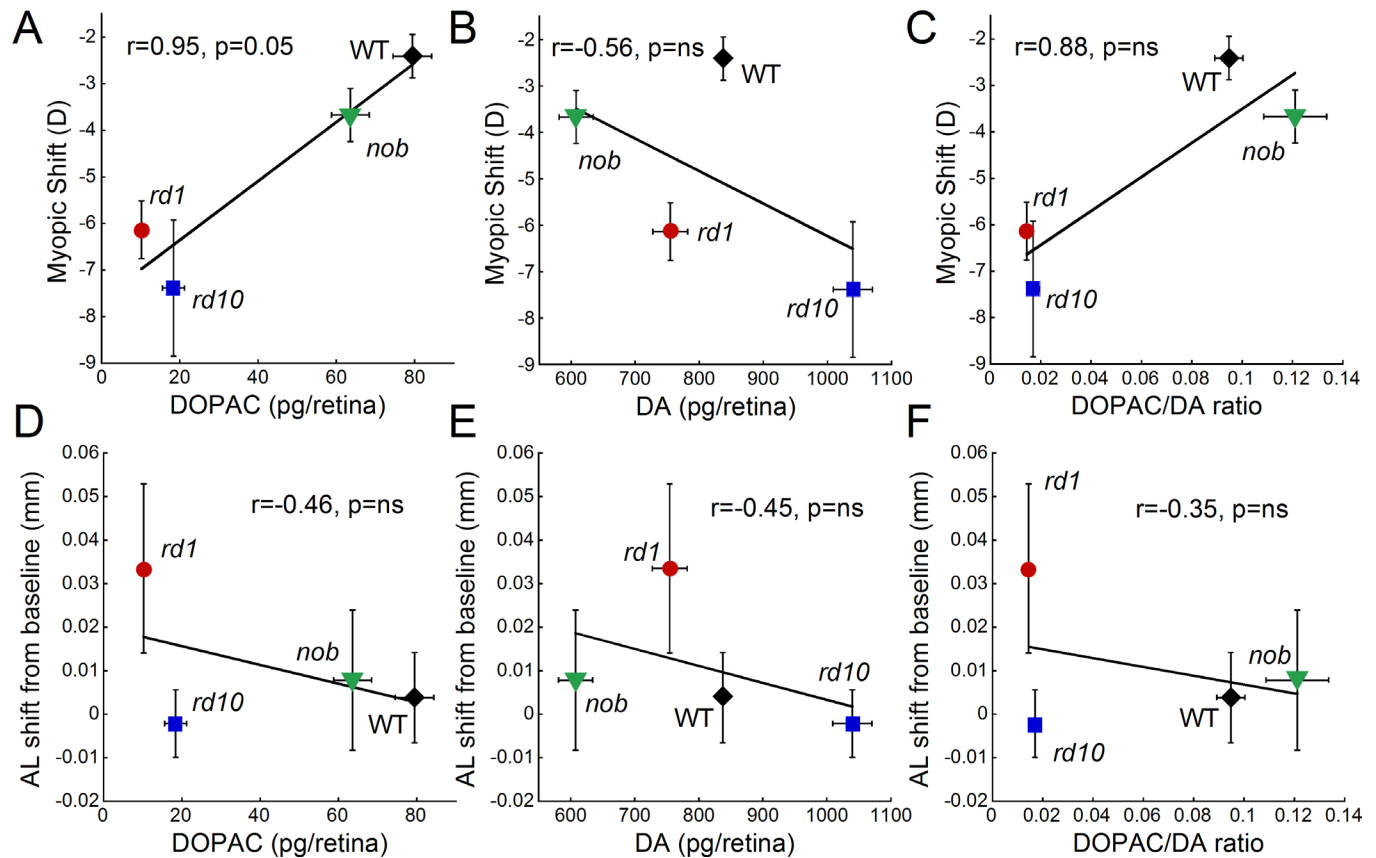 A
r=0.95, p=0.05
WT
nob
rd1
rd10
Myopic Shift (D)
-2
-3
-4
-5
-6
-7
-8
-9
0
20
40
60
80
DOPAC (pg/retina)
B
r=-0.56, p=ns
WT
nob
rd1
rd10
Myopic Shift (D)
-2
-3
-4
-5
-6
-7
-8
-9
600
700
800
900
1000
1100
DA (pg/retina)
C
r=0.88, p=ns
WT
nob
rd1
rd10
Myopic Shift (D)
-2
-3
-4
-5
-6
-7
-8
-9
0
0.02
0.04
0.06
0.08
0.1
0.12
0.14
DOPAC/DA ratio
D
r=-0.46, p=ns
rd1
nob
rd10
WT
AL shift from baseline (mm)
0.06
0.05
0.04
0.03
0.02
0.01
0
-0.01
-0.02
0
20
40
60
80
DOPAC (pg/retina)
E
r=-0.45, p=ns
rd1
rd10
nob
WT
AL shift from baseline (mm)
0.06
0.05
0.04
0.03
0.02
0.01
0
-0.01
-0.02
600
700
800
900
1000
1100
DA (pg/retina)
F
rd1
r=-0.35, p=ns
nob
WT
rd10
AL shift from baseline (mm)
0.06
0.05
0.04
0.03
0.02
0.01
0
-0.01
-0.02
0
0.02
0.04
0.06
0.08
0.1
0.12
0.14
DOPAC/DA ratio